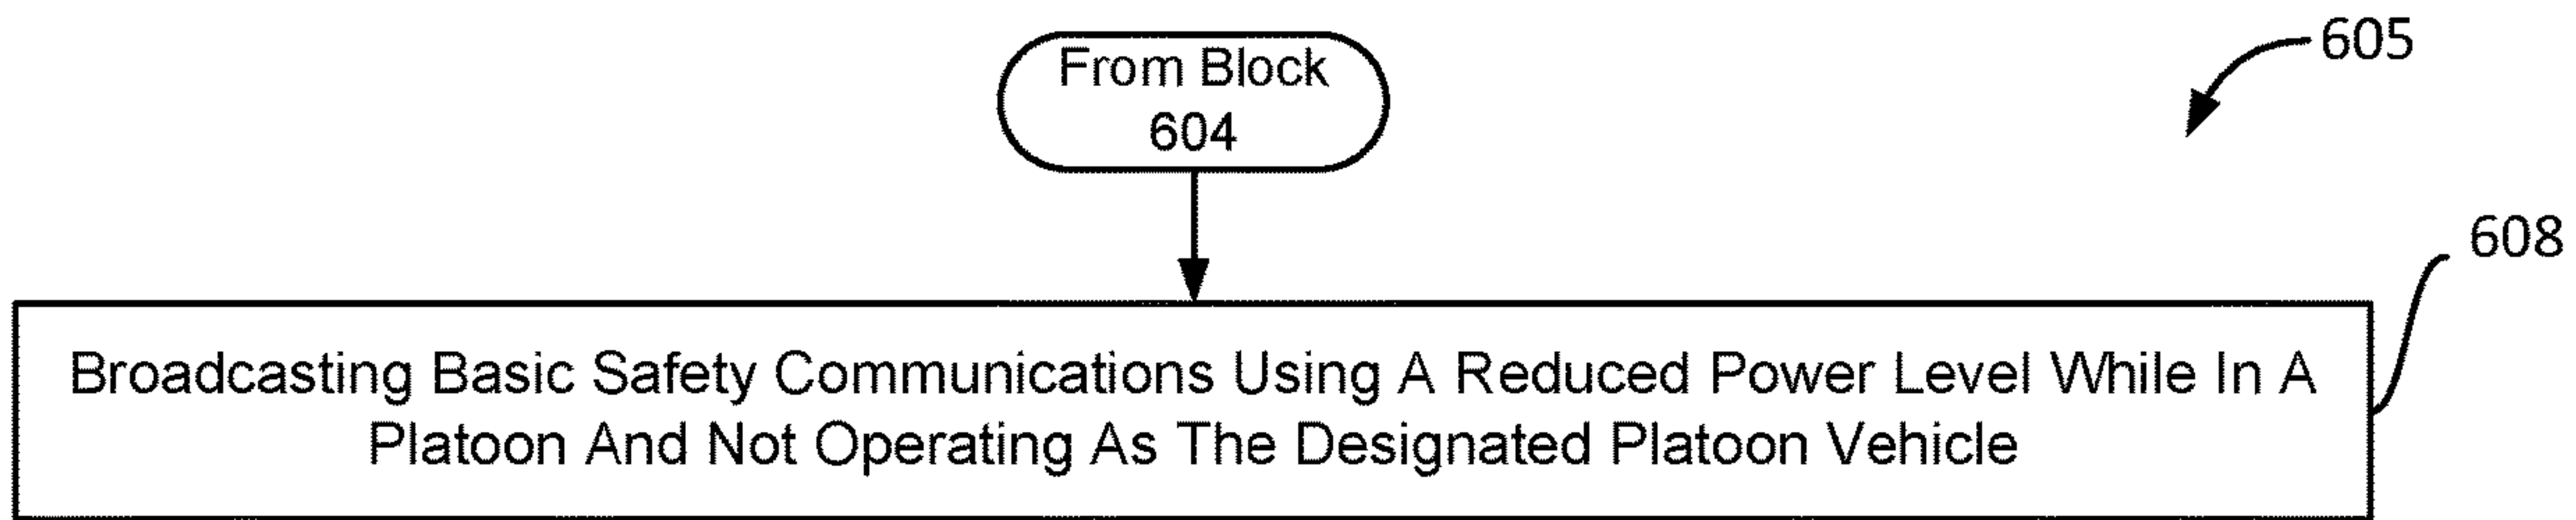 From Block
604
605
608
Broadcasting Basic Safety Communications Using A Reduced Power Level While In A
Platoon And Not Operating As The Designated Platoon Vehicle